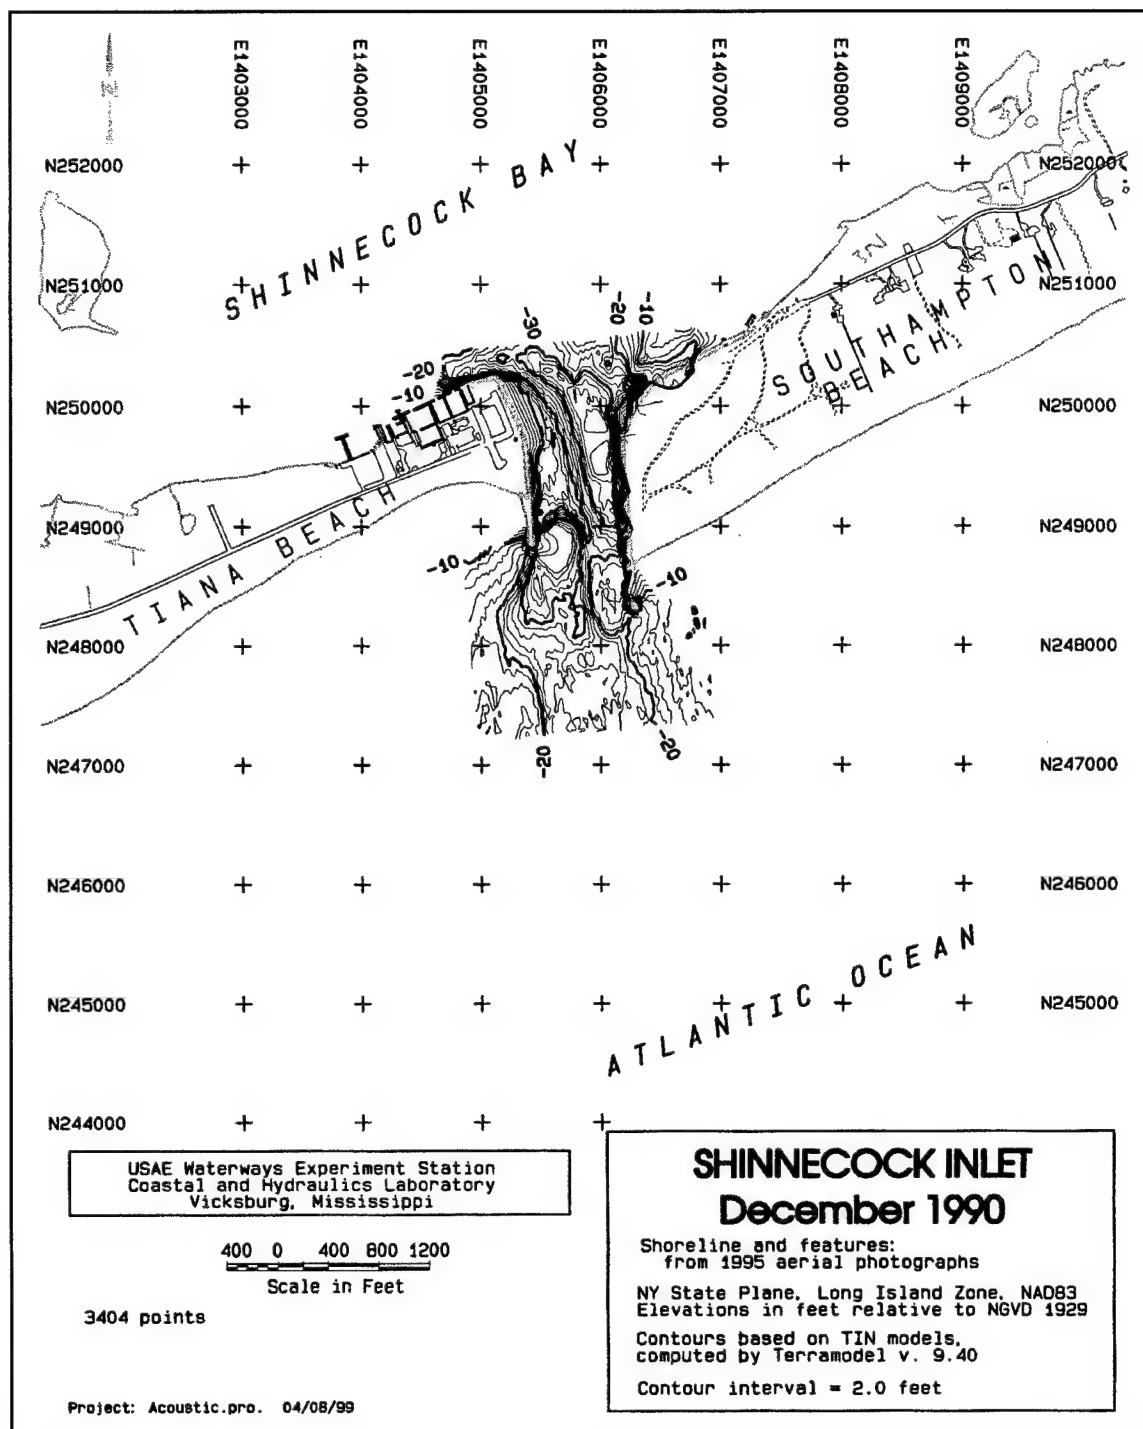 E1403000
E1404000
E1405000
E1406000
E1407000
E1408000
E1409000
N252000
N252000
SHINNECOCK BAY
N251000
N251000
SOUTHAMPTON
BEACH
-30
-20
-10
-20
-10
N250000
N250000
N249000
N249000
TIANA BEACH
-10
-10
N248000
N248000
-20
-20
N247000
N247000
N246000
N246000
ATLANTIC OCEAN
N245000
N245000
N244000
USAE Waterways Experiment Station
Coastal and Hydraulics Laboratory
Vicksburg, Mississippi
400 0 400 800 1200
Scale in Feet
3404 points
Project: Acoustic.pro. 04/08/99
SHINNECOCK INLET
December 1990
Shoreline and features:
from 1995 aerial photographs
NY State Plane, Long Island Zone, NAD83
Elevations in feet relative to NGVD 1929
Contours based on TIN models,
computed by Terramodel v. 9.40
Contour interval = 2.0 feet